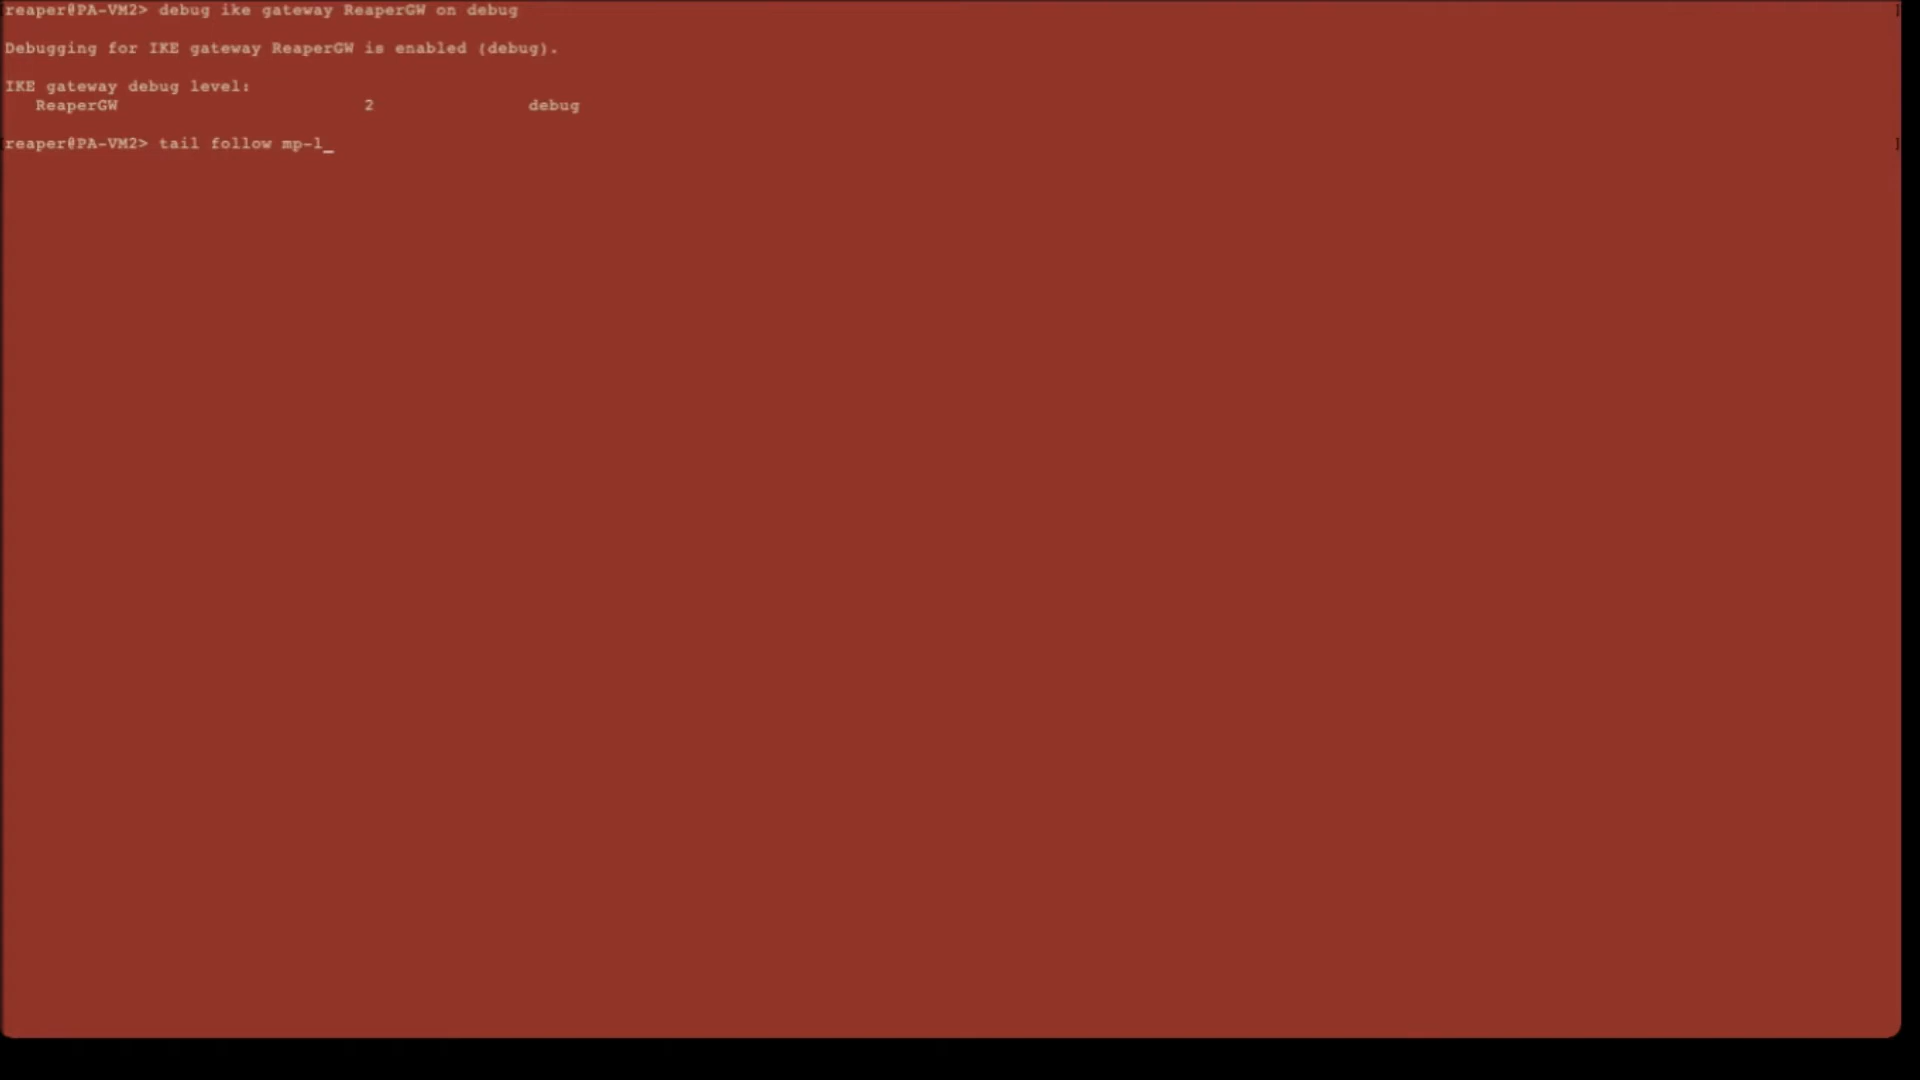 reaper@PA-VM2> debug ike gateway ReaperGW on debug ]
Debugging for IKE gateway ReaperGW is enabled (debug).
IKE gateway debug level:
ReaperGW 2 debug
reaper@PA-VM2> tail follow mp-l_ ]